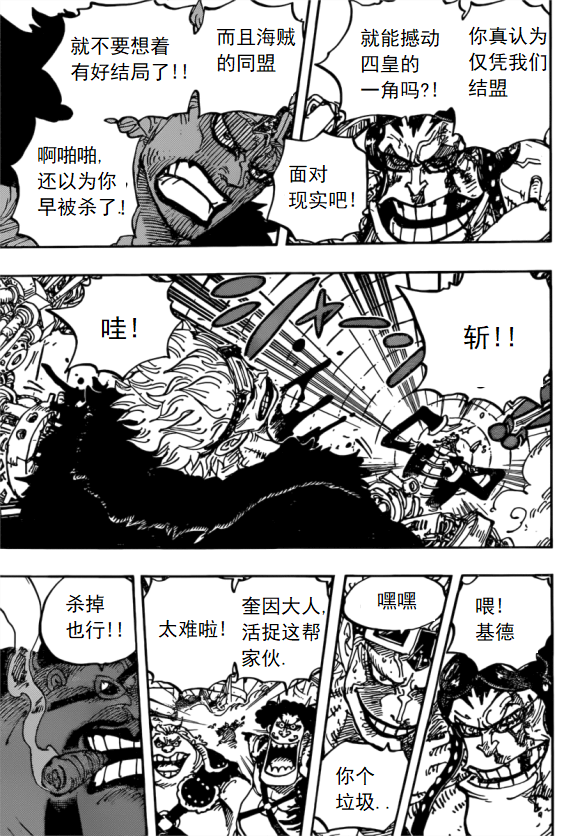 你真认为
仅凭我们
结盟
就能撼动
四皇的
一角吗?!
面对
现实吧!
而且海贼
的同盟
就不要想着
有好结局了!!
啊啪啪,
还以为你,
早被杀了.!
斩!!
哇!
喂!
基德
嘿嘿
你个
垃圾..
奎因大人,
活捉这帮
家伙.
太难啦!
杀掉
也行!!